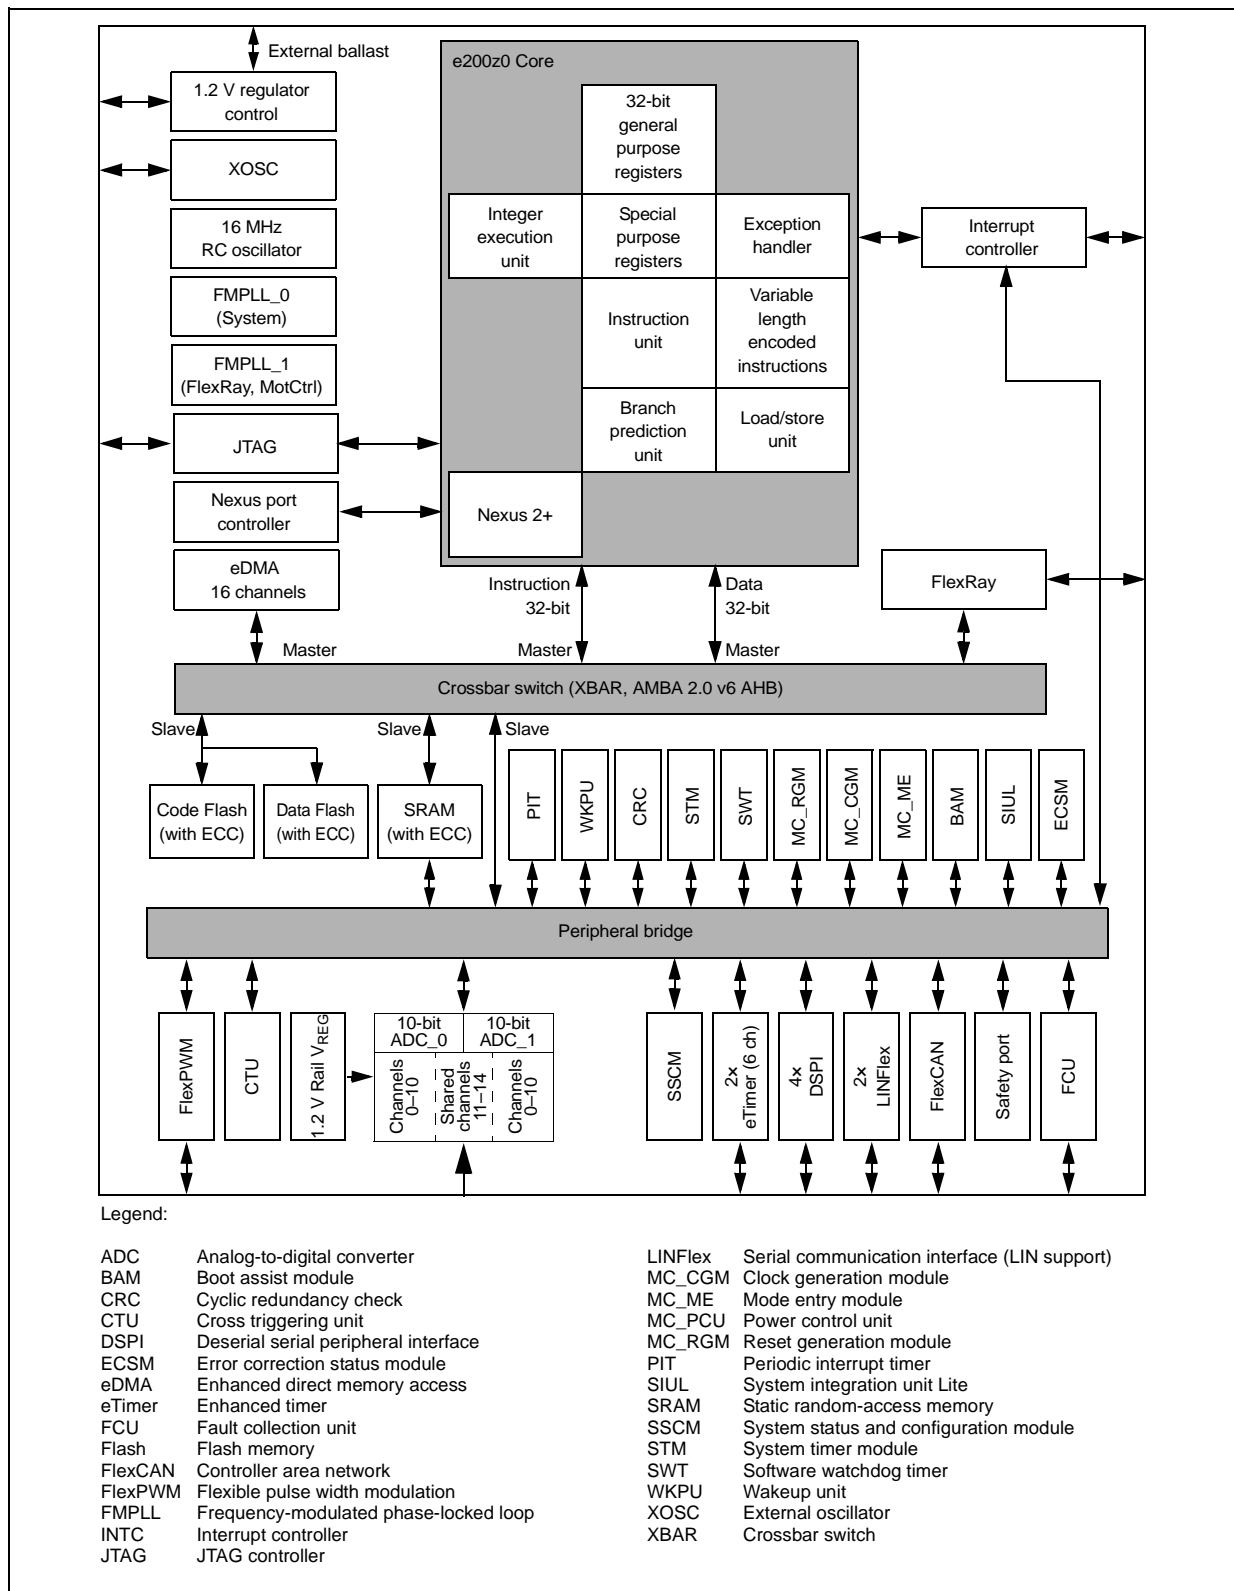 External ballast
1.2 V regulator
control
XOSC
16 MHz
RC oscillator
FMPLL_0
(System)
FMPLL_1
(FlexRay, MotCtrl)
JTAG
Nexus port
controller
eDMA
16 channels
e200z0 Core
32-bit
general
purpose
registers
Integer
execution
unit
Special
purpose
registers
Exception
handler
Instruction
unit
Variable
length
encoded
instructions
Branch
prediction
unit
Load/store
unit
Nexus 2+
Interrupt
controller
FlexRay
Instruction
32-bit
Data
32-bit
Master
Master
Master
Crossbar switch (XBAR, AMBA 2.0 v6 AHB)
Slave
Slave
Slave
Code Flash
(with ECC)
Data Flash
(with ECC)
SRAM
(with ECC)
PIT
WKPU
CRC
STM
SWT
MC_RGM
MC_CGM
MC_ME
BAM
SIUL
ECSM
Peripheral bridge
FlexPWM
CTU
1.2 V Rail VREG
10-bit
ADC_0
10-bit
ADC_1
Channels
0–10
Shared
channels
11–14
Channels
0–10
SSCM
2×
eTimer (6 ch)
4×
DSPI
2×
LINFlex
FlexCAN
Safety port
FCU
Legend:
ADC Analog-to-digital converter
BAM Boot assist module
CRC Cyclic redundancy check
CTU Cross triggering unit
DSPI Deserial serial peripheral interface
ECSM Error correction status module
eDMA Enhanced direct memory access
eTimer Enhanced timer
FCU Fault collection unit
Flash Flash memory
FlexCAN Controller area network
FlexPWM Flexible pulse width modulation
FMPLL Frequency-modulated phase-locked loop
INTC Interrupt controller
JTAG JTAG controller
LINFlex Serial communication interface (LIN support)
MC_CGM Clock generation module
MC_ME Mode entry module
MC_PCU Power control unit
MC_RGM Reset generation module
PIT Periodic interrupt timer
SIUL System integration unit Lite
SRAM Static random-access memory
SSCM System status and configuration module
STM System timer module
SWT Software watchdog timer
WKPU Wakeup unit
XOSC External oscillator
XBAR Crossbar switch